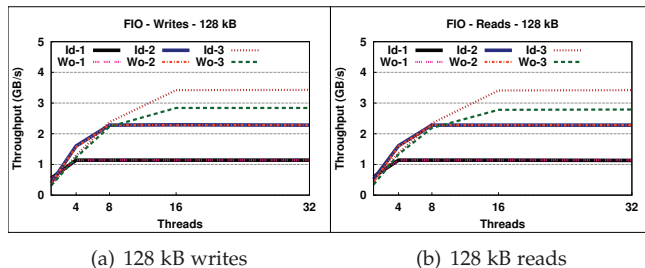 FIO - Writes - 128 kB
Throughput (GB/s)
5
4
3
2
1
0
Id-1 Id-2 Id-3
Wo-1 Wo-2 Wo-3
4 8 16 32
Threads
(a) 128 kB writes
FIO - Reads - 128 kB
Throughput (GB/s)
5
4
3
2
1
0
Id-1 Id-2 Id-3
Wo-1 Wo-2 Wo-3
4 8 16 32
Threads
(b) 128 kB reads